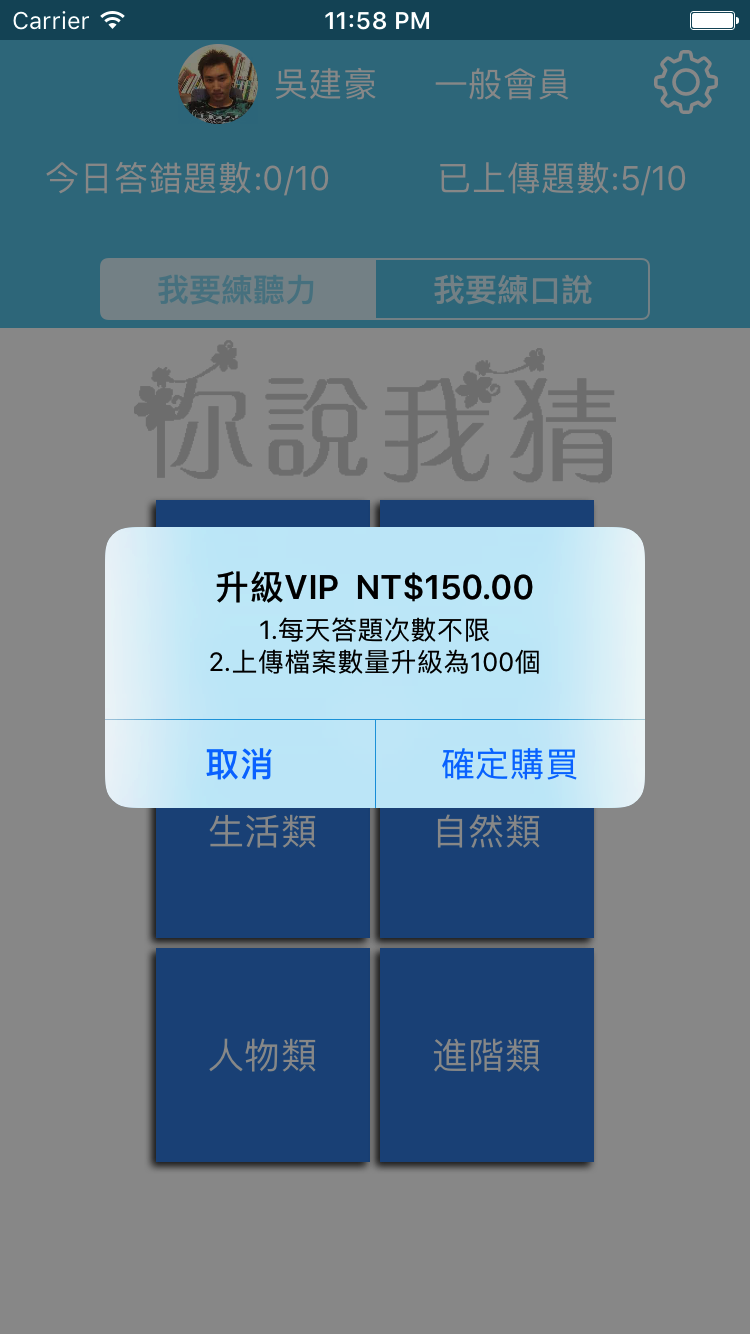 Carrier 11:58 PM
吳建豪 一般會員
今日答錯題數:0/10 已上傳題數:5/10
我要練聽力 我要練口說
你說我猜
升級VIP NT$150.00
1.每天答題次數不限
2.上傳檔案數量升級為100個
取消 確定購買
生活類 自然類
人物類 進階類